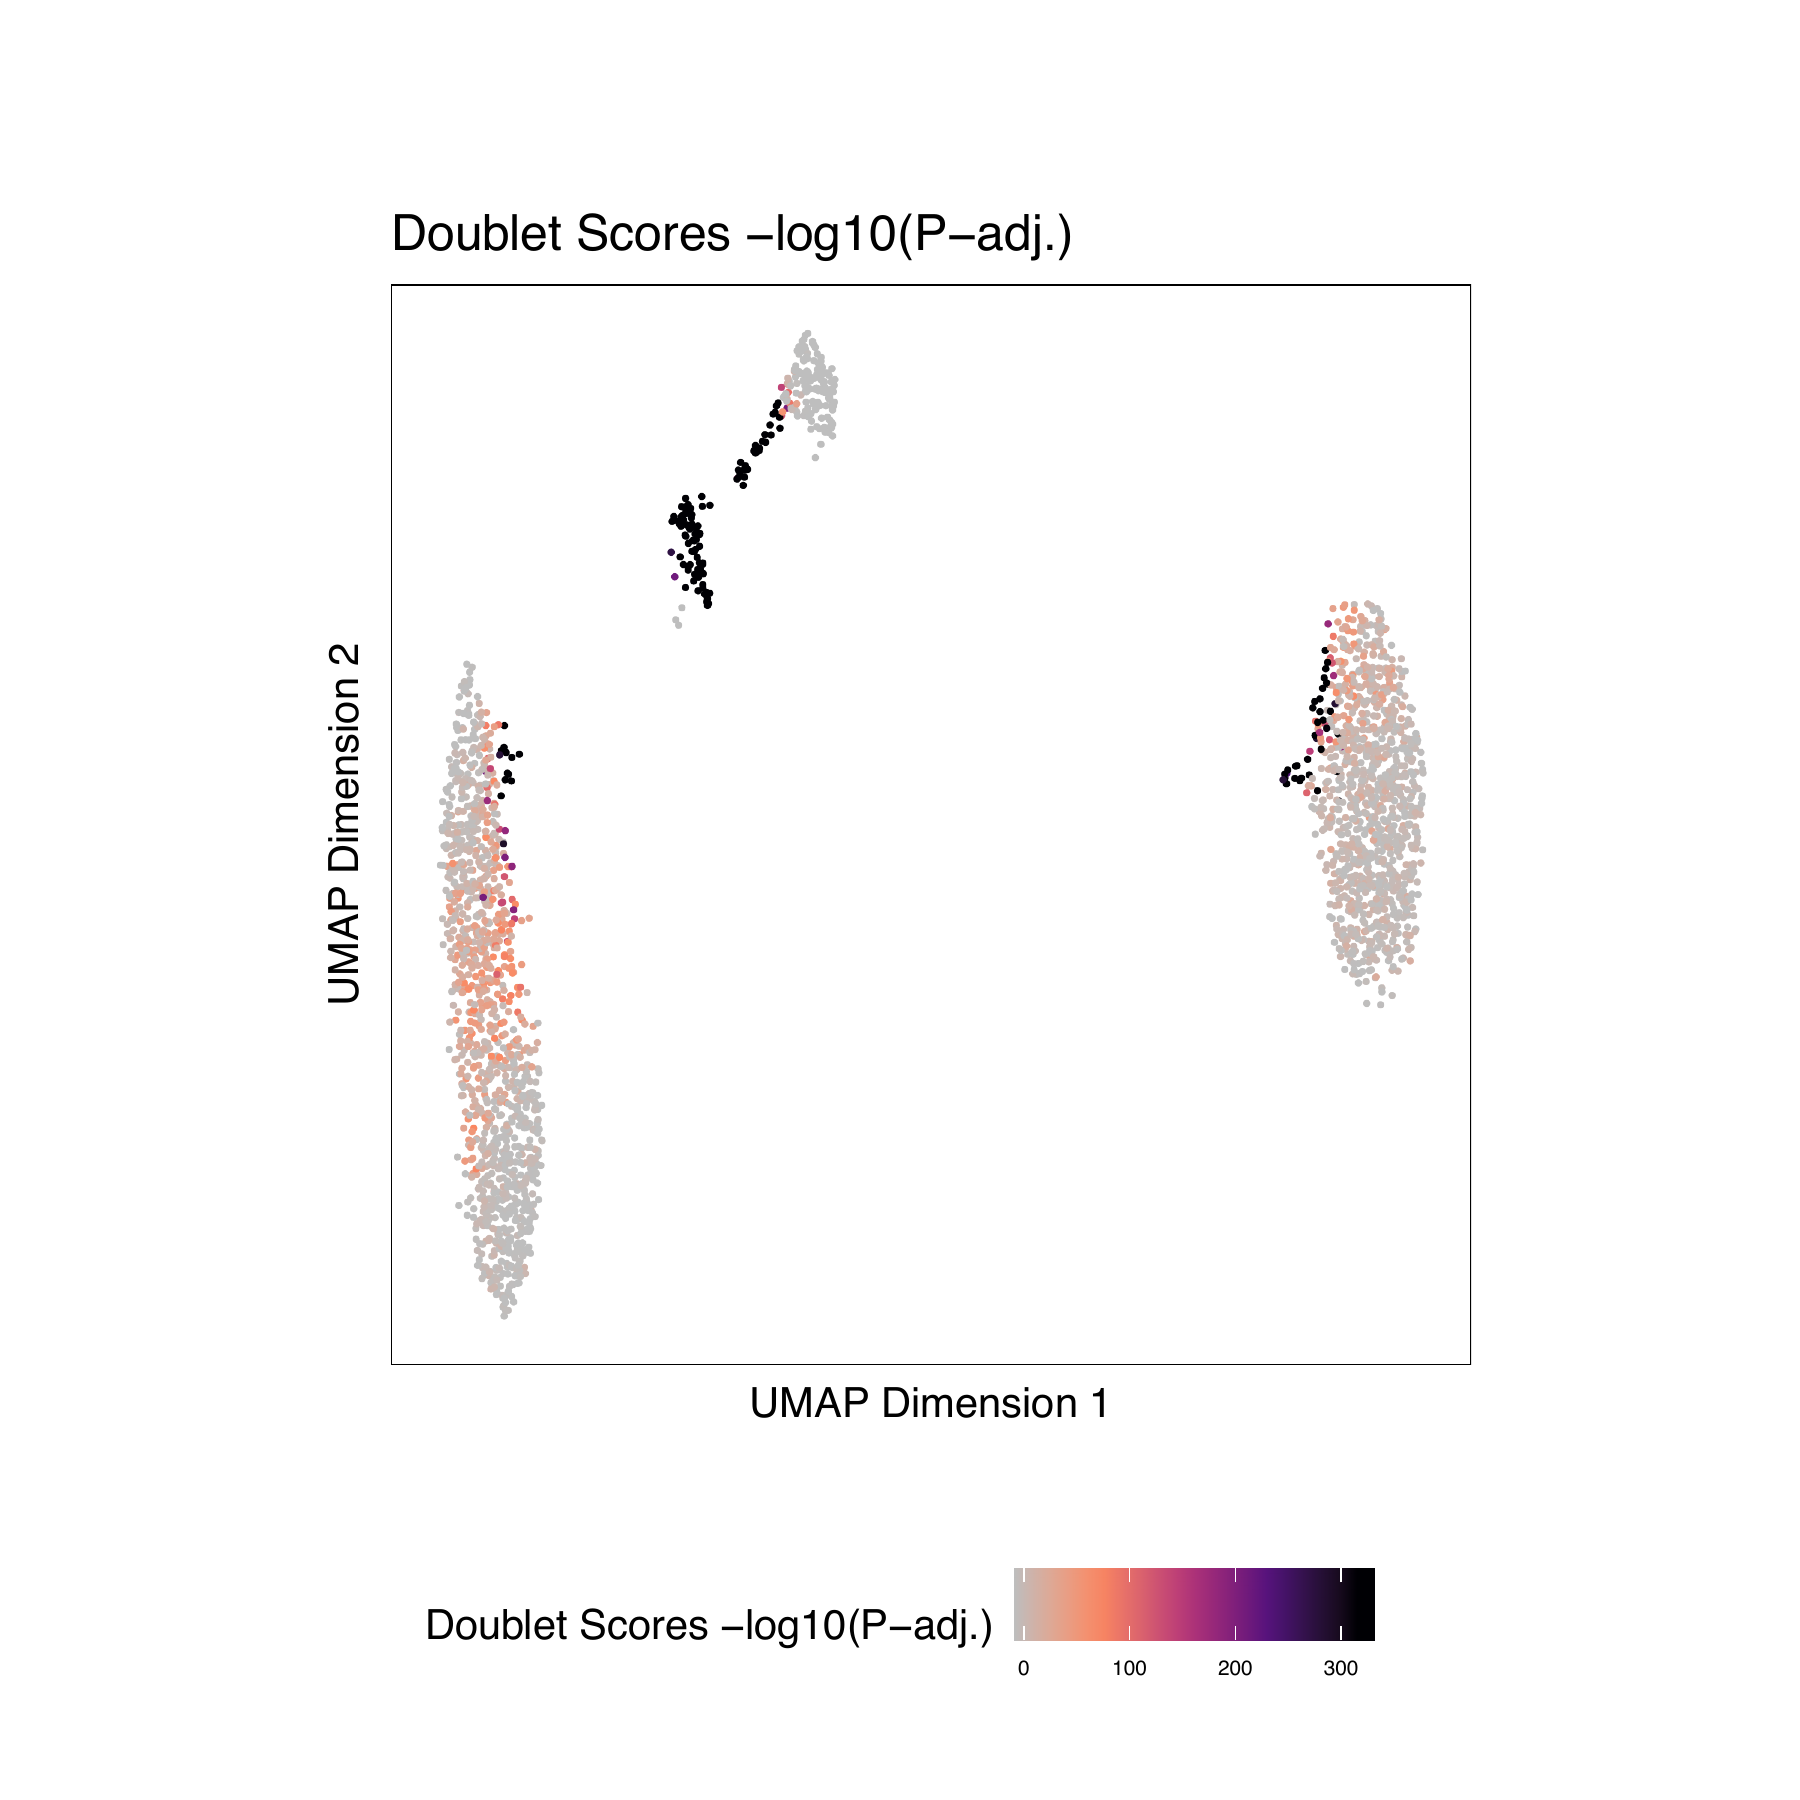 Doublet Scores −log10(P−adj.)
UMAP Dimension 2
UMAP Dimension 1
Doublet Scores −log10(P−adj.)
0 100 200 300